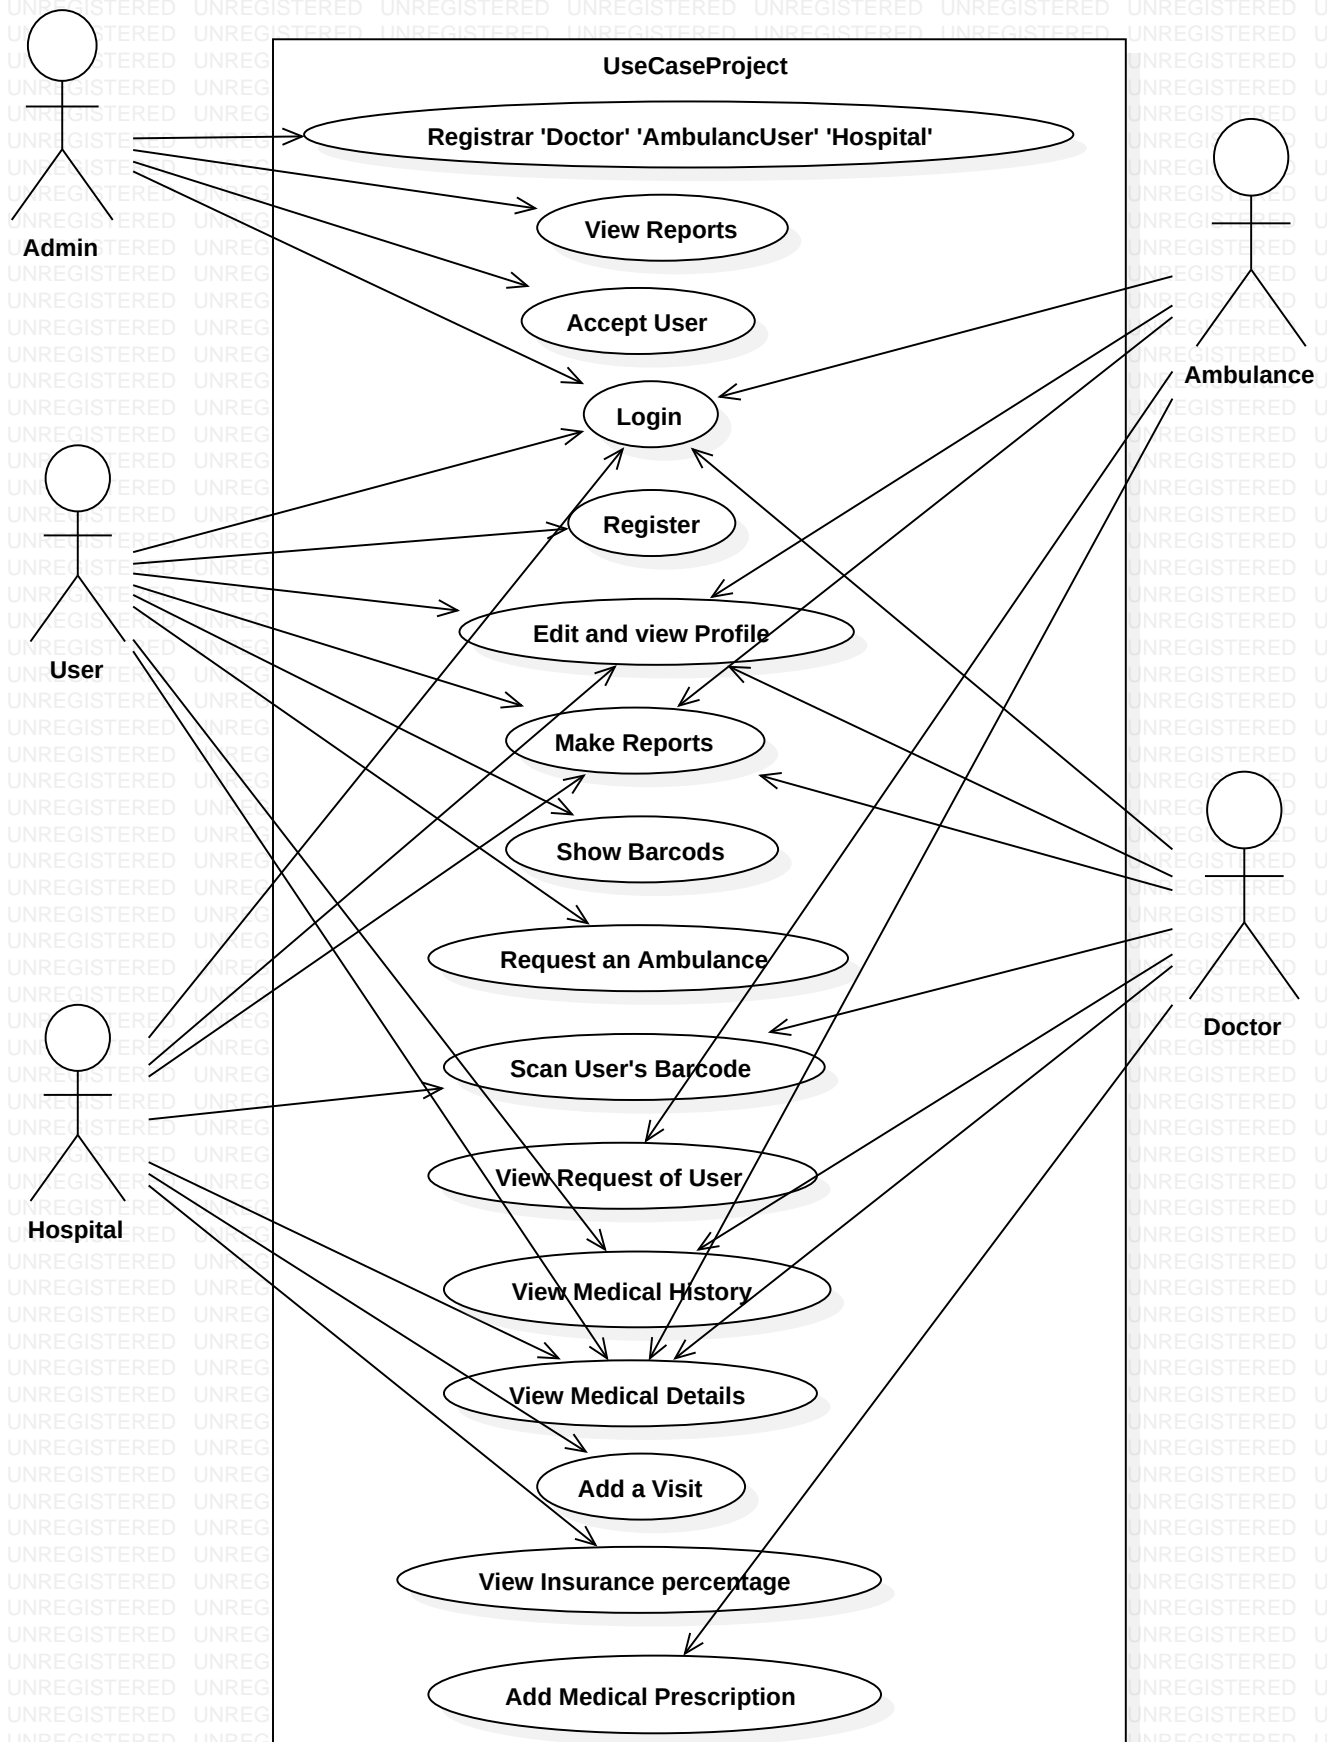 UseCaseProject
Registrar 'Doctor' 'AmbulancUser' 'Hospital'
View Reports
Admin
Accept User
Ambulance
Login
Register
Edit and view Profile
User
Make Reports
Show Barcods
Request an Ambulance
Doctor
Scan User's Barcode
View Request of User
Hospital
View Medical History
View Medical Details
Add a Visit
View Insurance percentage
Add Medical Prescription
UNREGISTERED